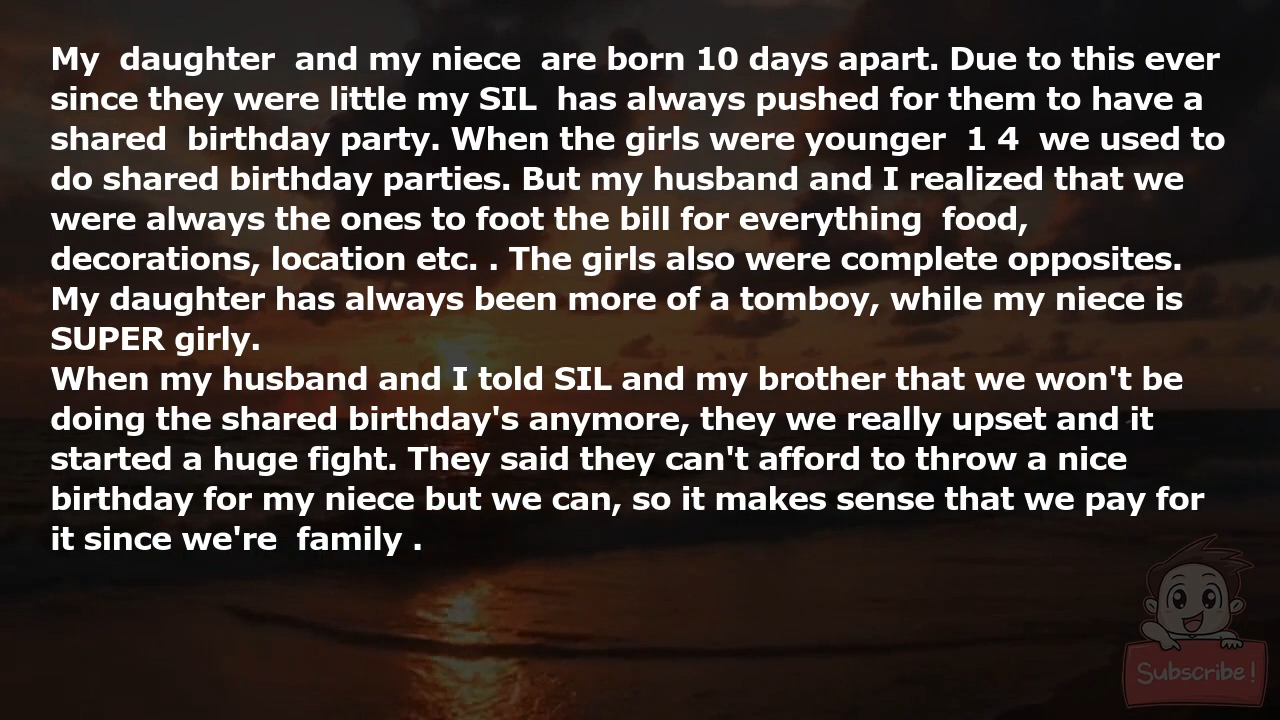 My daughter and my niece are born 10 days apart. Due to this ever
since they were little my SIL has always pushed for them to have a
shared birthday party. When the girls were younger 1 4 we used to
do shared birthday parties. But my husband and I realized that we
were always the ones to foot the bill for everything food,
decorations, location etc. . The girls also were complete opposites.
My daughter has always been more of a tomboy, while my niece is
SUPER girly.
When my husband and I told SIL and my brother that we won't be
doing the shared birthday's anymore, they we really upset and it
started a huge fight. They said they can't afford to throw a nice
birthday for my niece but we can, so it makes sense that we pay for
it since we're family .
Subscribe!